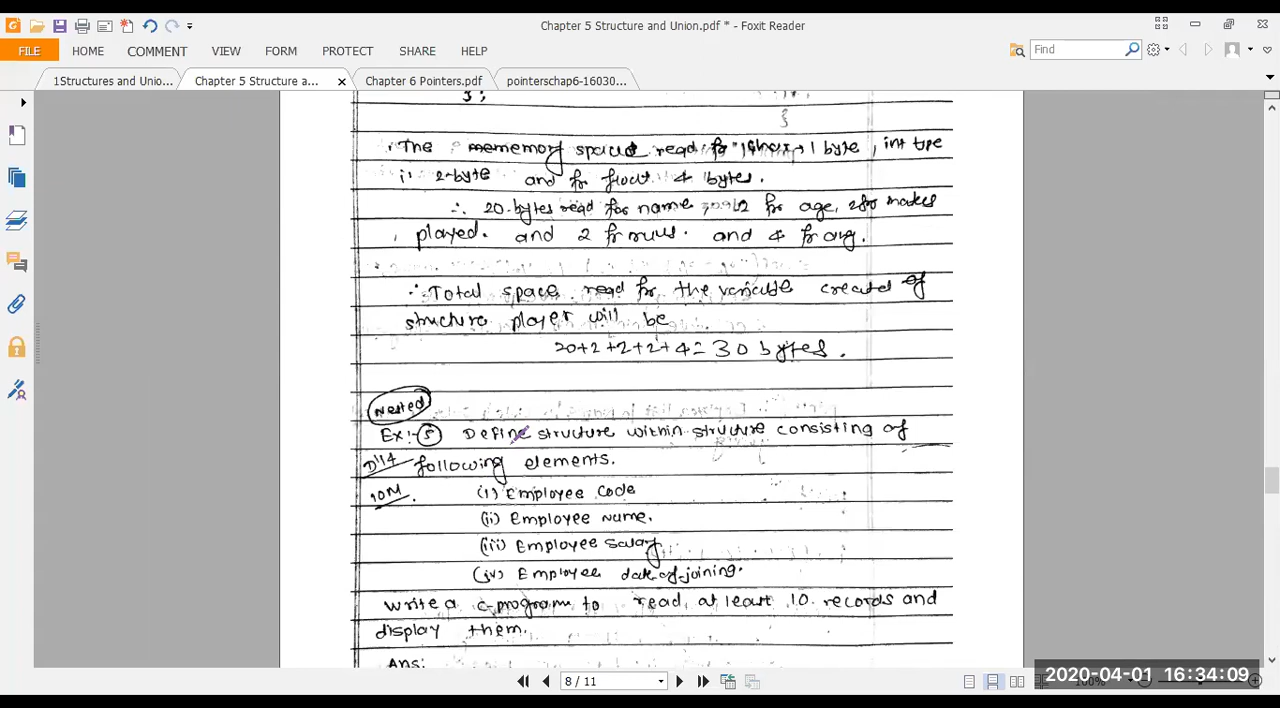 Chapter 5 Structure and Union.pdf * - Foxit Reader
FILE HOME COMMENT VIEW FORM PROTECT SHARE HELP
Find
1Structures and Unio... Chapter 5 Structure a... Chapter 6 Pointers.pdf pointerschap6-16030...
};
}
The memory space read for 1 byte, int type
is 2-byte and for float 4 bytes.
∴ 20 bytes read for name, 2 for age, 2 for matches
played. and 2 for runs. and 4 for avg.
∴ Total space read for the variable created of
structure player will be
20+2+2+2+4=30 bytes.
Nested
Ex:-5 Define structure within structure consisting of
D'14 following elements.
10M. (i) Employee Code
(ii) Employee Name.
(iii) Employee Salary
(iv) Employee date_of_joining.
Write a c-program to read at least 10 records and
display them.
Ans:
8 / 11
2020-04-01 16:34:09